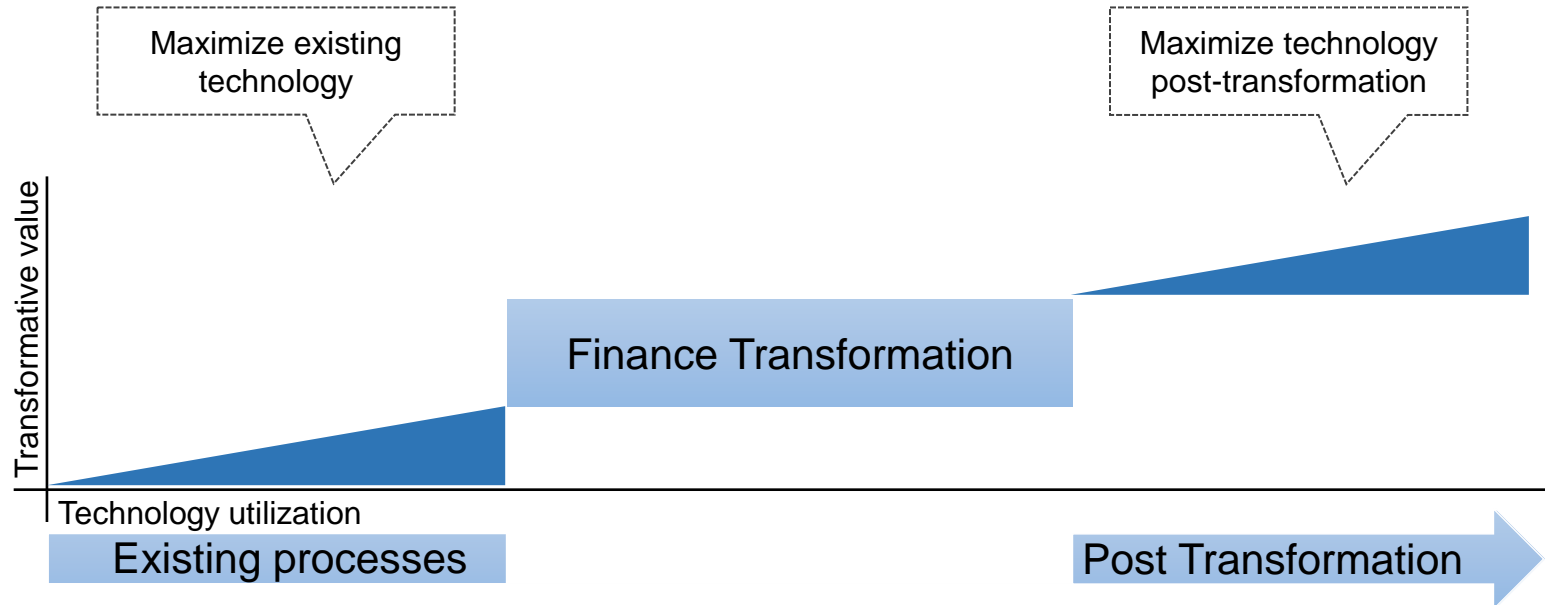 Maximize existing
technology
Maximize technology
post-transformation
Transformative value
Finance Transformation
Technology utilization
Existing processes
Post Transformation